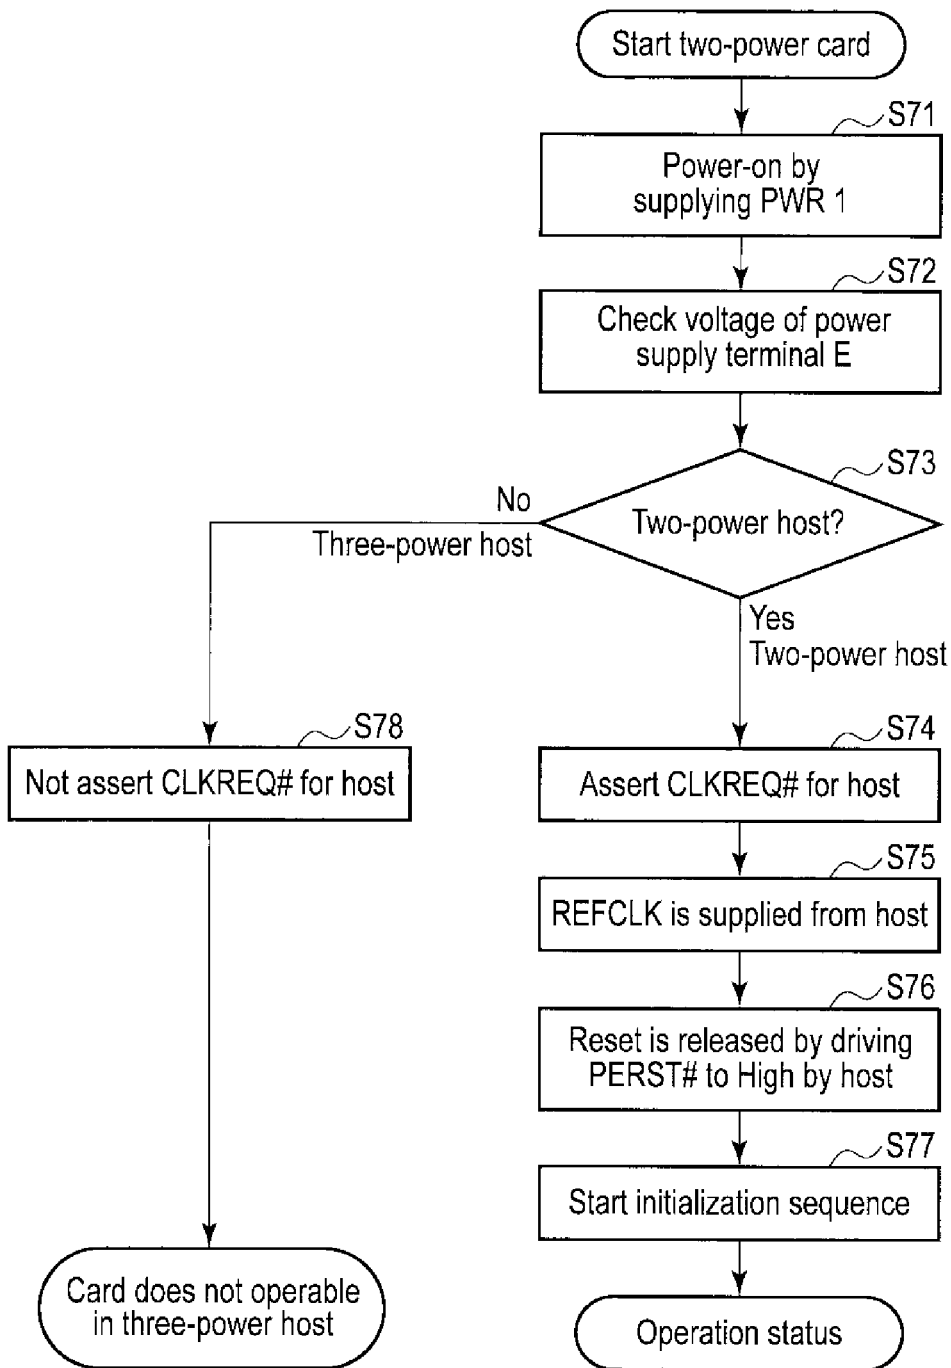 Start two-power card
S71
Power-on by
supplying PWR 1
S72
Check voltage of power
supply terminal E
S73
Two-power host?
No
Three-power host
Yes
Two-power host
S78
Not assert CLKREQ# for host
S74
Assert CLKREQ# for host
S75
REFCLK is supplied from host
S76
Reset is released by driving
PERST# to High by host
S77
Start initialization sequence
Card does not operable
in three-power host
Operation status